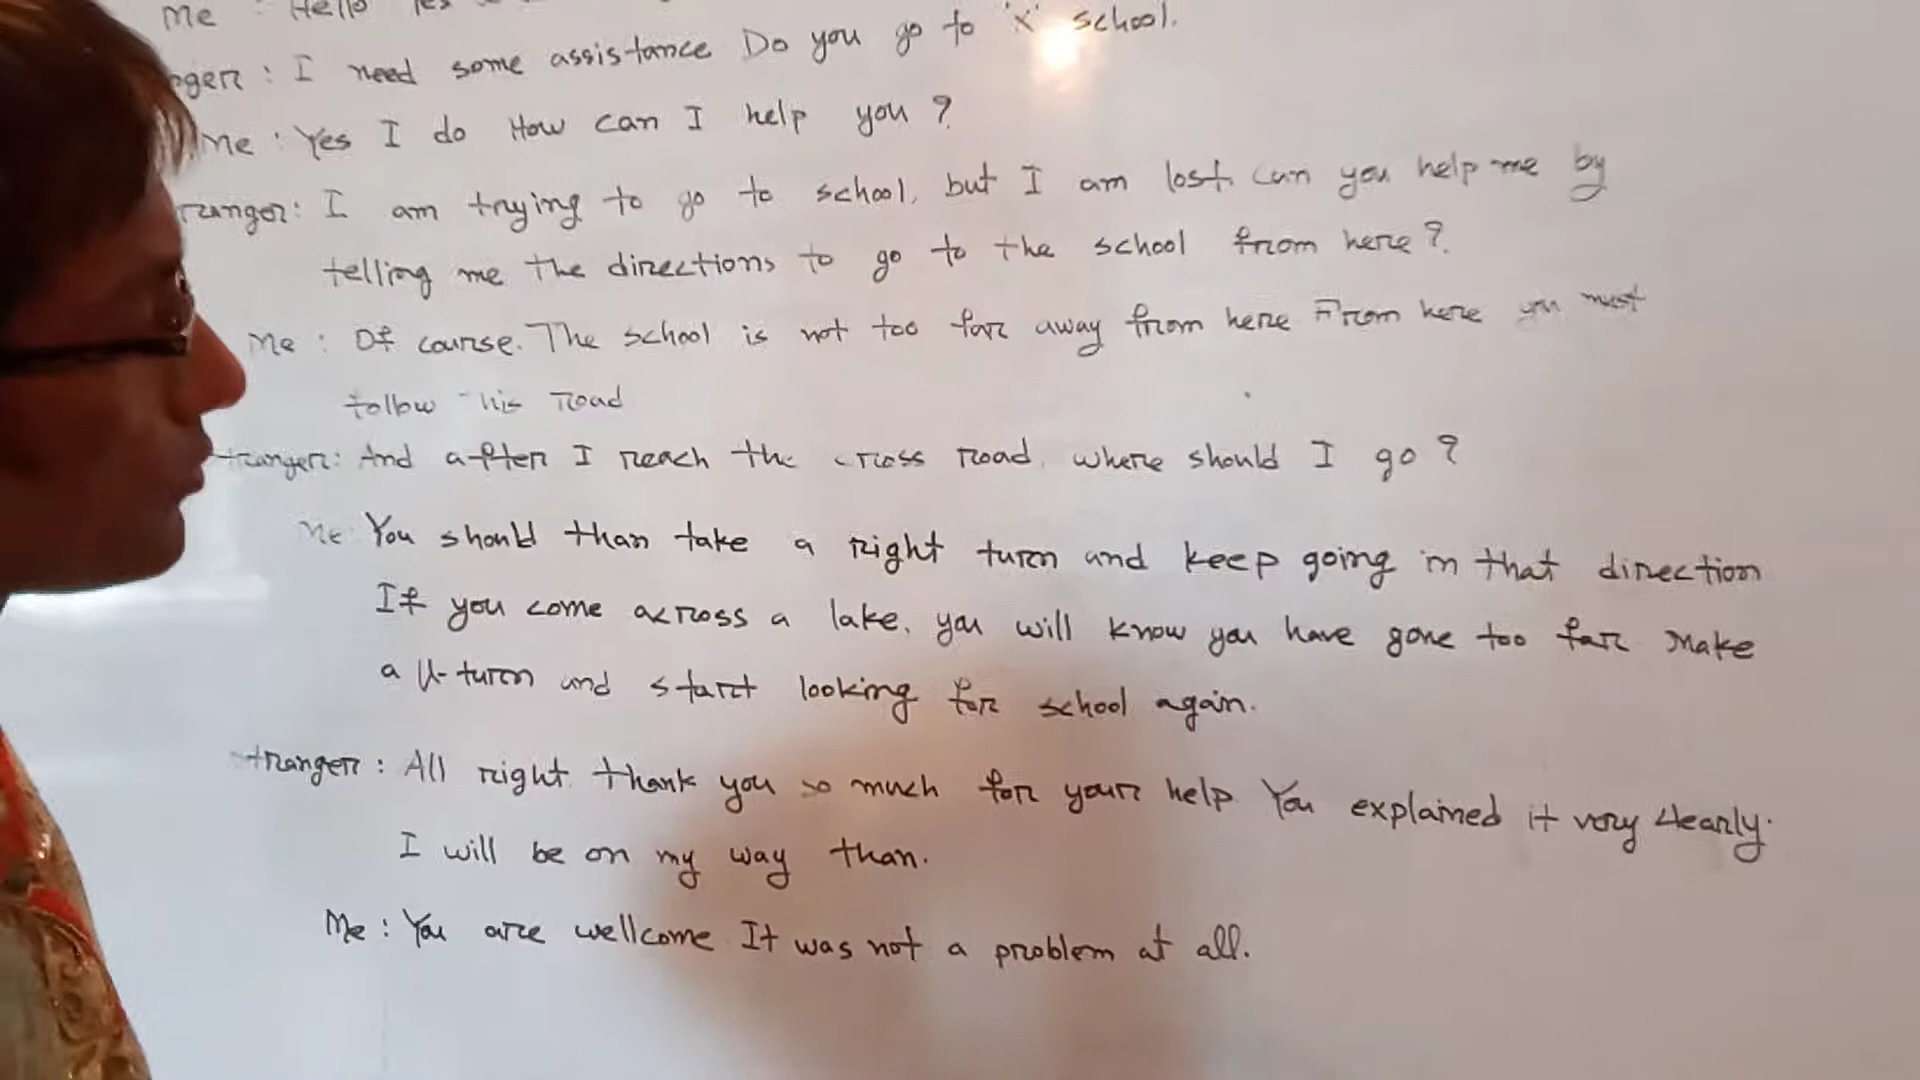 Me : Hello Yes
nger : I need some assistance Do you go to 'X' school.
Me : Yes I do How can I help you ?
ranger : I am trying to go to school, but I am lost. can you help me by
telling me the directions to go to the school from here ?
Me : Of course. The school is not too far away from here From here you must
follow this road
tranger : And after I reach the cross road, where should I go ?
Me You should than take a right turn and keep going in that direction
If you come across a lake, you will know you have gone too far Make
a U-turn and start looking for school again.
tranger : All right thank you so much for your help. You explained it very clearly.
I will be on my way than.
Me : You are wellcome It was not a problem at all.